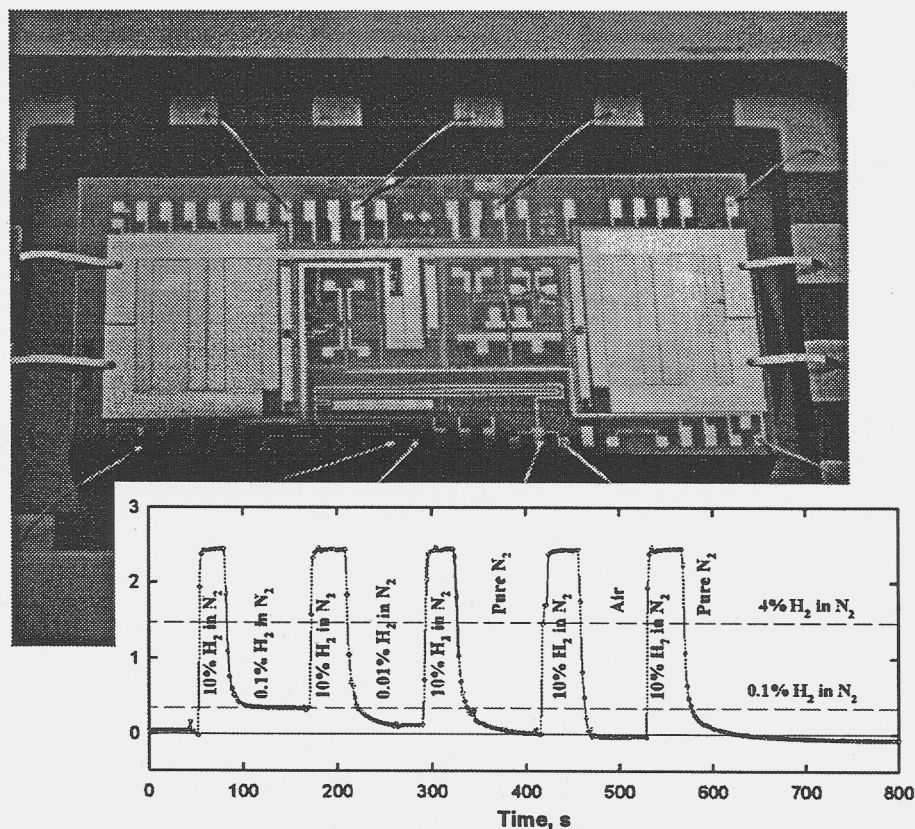 3
2
1
0
10% H₂ in N₂
0.1% H₂ in N₂
10% H₂ in N₂
0.01% H₂ in N₂
10% H₂ in N₂
Pure N₂
10% H₂ in N₂
Air
10% H₂ in N₂
Pure N₂
4% H₂ in N₂
0.1% H₂ in N₂
0 100 200 300 400 500 600 700 800
Time, s